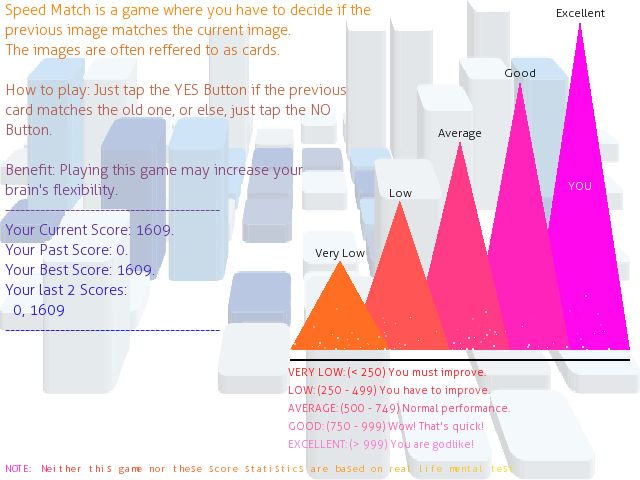 Speed Match is a game where you have to decide if the
previous image matches the current image.
The images are often reffered to as cards.
How to play: Just tap the YES Button if the previous
card matches the old one, or else, just tap the NO
Button.
Benefit: Playing this game may increase your
brain's flexibility.
--------------------------------------------
Your Current Score: 1609.
Your Past Score: 0.
Your Best Score: 1609.
Your last 2 Scores:
0, 1609
--------------------------------------------
Excellent
Good
Average
Low
Very Low
YOU
VERY LOW: (< 250) You must improve.
LOW: (250 - 499) You have to improve.
AVERAGE: (500 - 749) Normal performance.
GOOD: (750 - 999) Wow! That's quick!
EXCELLENT: (> 999) You are godlike!
NOTE: Neither this game nor these score statistics are based on real life mental test